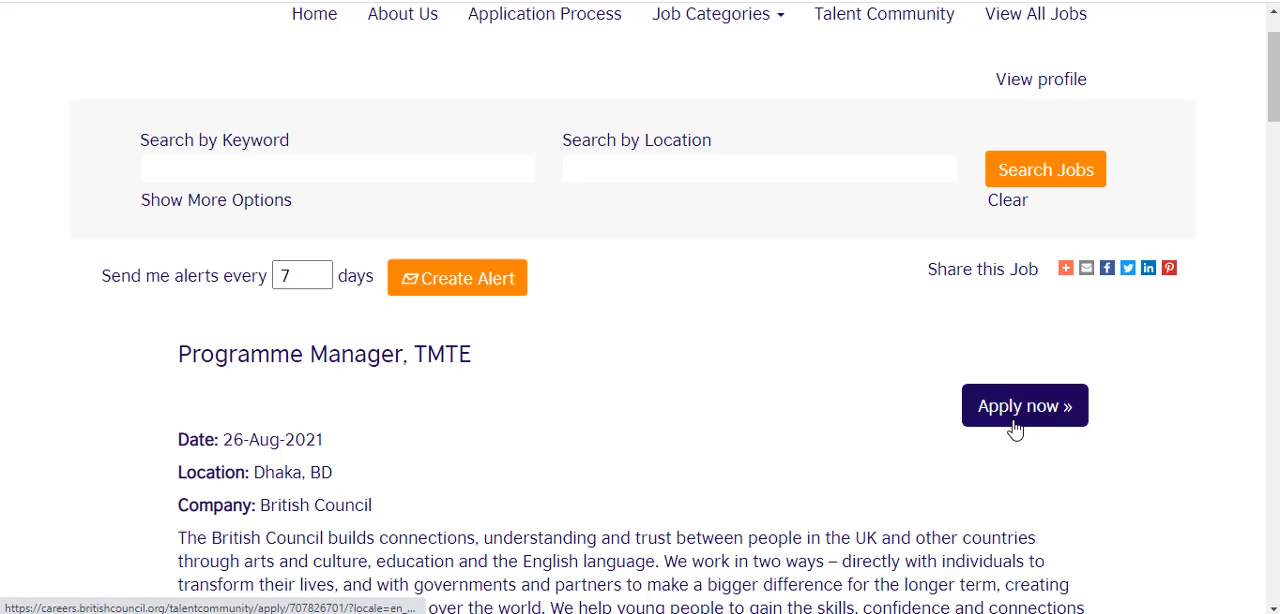 Home About Us Application Process Job Categories Talent Community View All Jobs
View profile
Search by Keyword Search by Location
Search Jobs
Show More Options Clear
Send me alerts every 7 days Create Alert Share this Job
Programme Manager, TMTE
Apply now »
Date: 26-Aug-2021
Location: Dhaka, BD
Company: British Council
The British Council builds connections, understanding and trust between people in the UK and other countries
through arts and culture, education and the English language. We work in two ways – directly with individuals to
transform their lives, and with governments and partners to make a bigger difference for the longer term, creating
https://careers.britishcouncil.org/talentcommunity/apply/707826701/?locale=en_... over the world. We help young people to gain the skills, confidence and connections